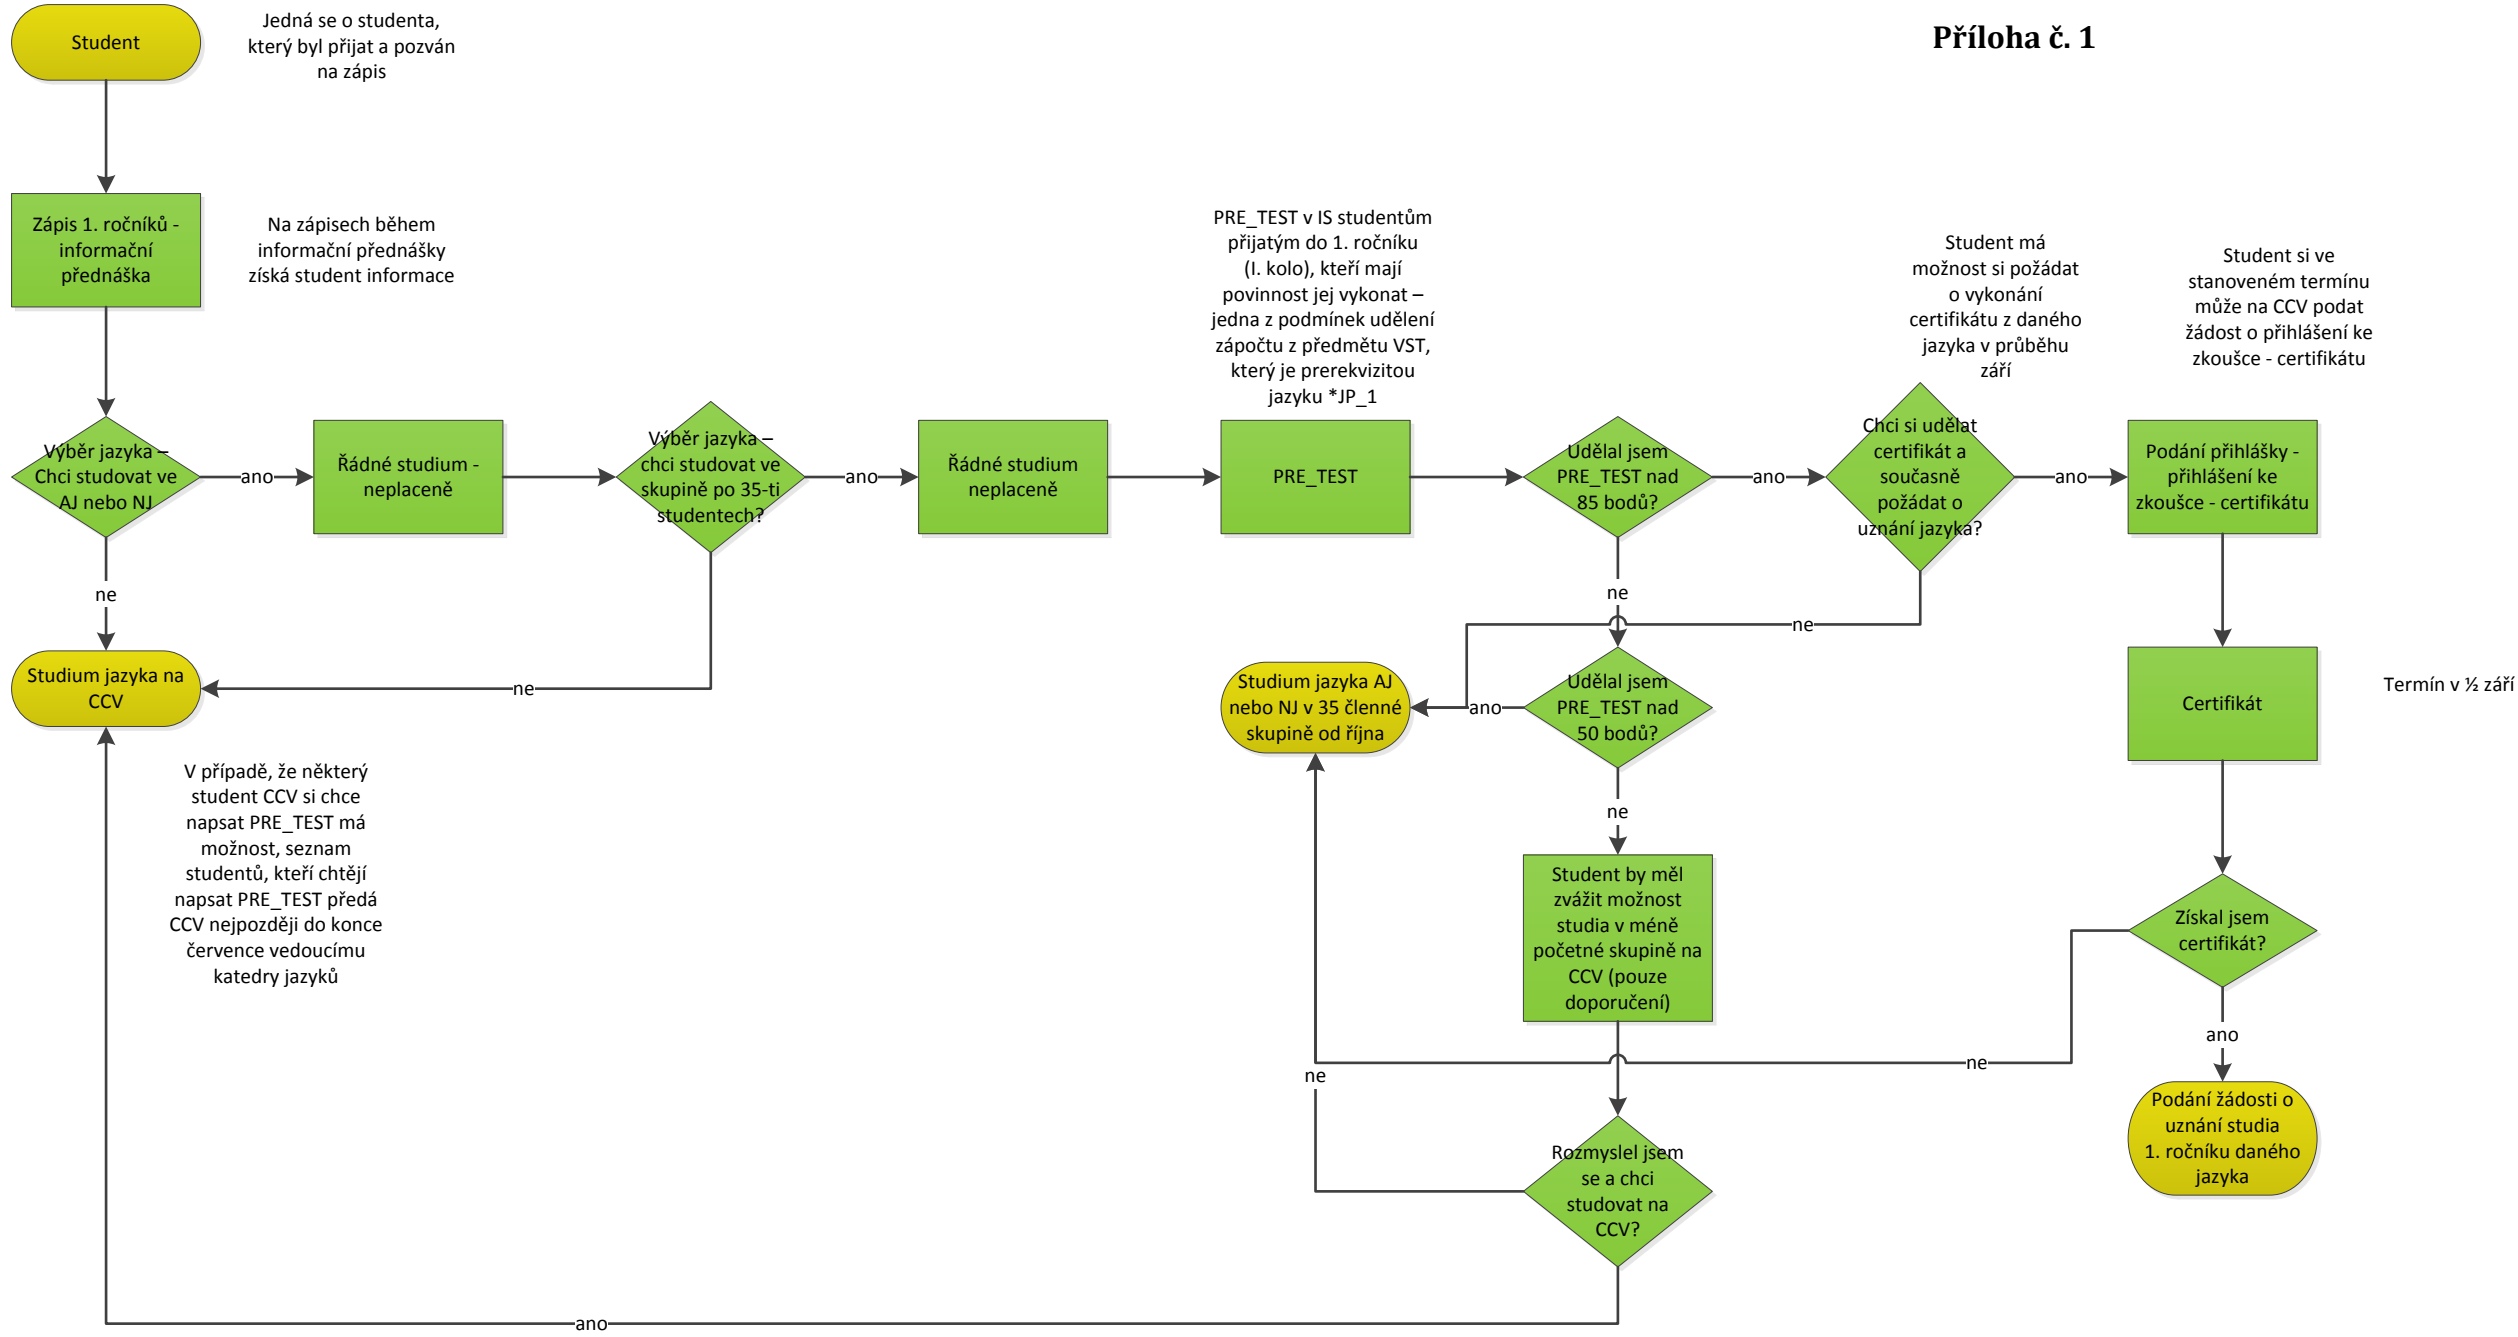 Příloha č. 1
Student
Jedná se o studenta,
který byl přijat a pozván
na zápis
Zápis 1. ročníků -
informační
přednáška
Na zápisech během
informační přednášky
získá student informace
Výběr jazyka –
Chci studovat ve
AJ nebo NJ
ano
Řádné studium -
neplaceně
Výběr jazyka –
chci studovat ve
skupině po 35-ti
studentech?
ano
Řádné studium
neplaceně
PRE_TEST v IS studentům
přijatým do 1. ročníku
(I. kolo), kteří mají
povinnost jej vykonat –
jedna z podmínek udělení
zápočtu z předmětu VST,
který je prerekvizitou
jazyku *JP_1
PRE_TEST
Udělal jsem
PRE_TEST nad
85 bodů?
ano
Student má
možnost si požádat
o vykonání
certifikátu z daného
jazyka v průběhu
září
Chci si udělat
certifikát a
současně
požádat o
uznání jazyka?
ano
Student si ve
stanoveném termínu
může na CCV podat
žádost o přihlášení ke
zkoušce - certifikátu
Podání přihlášky -
přihlášení ke
zkoušce - certifikátu
ne
ne
ne
Studium jazyka na
CCV
ne
Studium jazyka AJ
nebo NJ v 35 členné
skupině od října
ano
Udělal jsem
PRE_TEST nad
50 bodů?
Certifikát
Termín v ½ září
V případě, že některý
student CCV si chce
napsat PRE_TEST má
možnost, seznam
studentů, kteří chtějí
napsat PRE_TEST předá
CCV nejpozději do konce
července vedoucímu
katedry jazyků
ne
Student by měl
zvážit možnost
studia v méně
početné skupině na
CCV (pouze
doporučení)
Získal jsem
certifikát?
ano
ne
ne
Podání žádosti o
uznání studia
1. ročníku daného
jazyka
Rozmyslel jsem
se a chci
studovat na
CCV?
ano